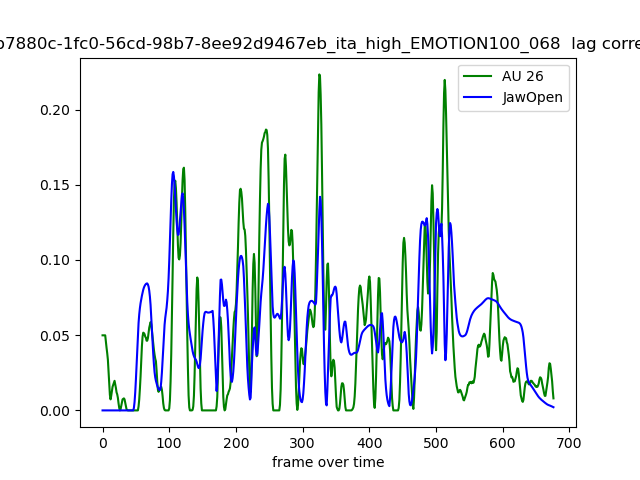 b7880c-1fc0-56cd-98b7-8ee92d9467eb_ita_high_EMOTION100_068 lag corre
AU 26
JawOpen
0.20
0.15
0.10
0.05
0.00
0 100 200 300 400 500 600 700
frame over time